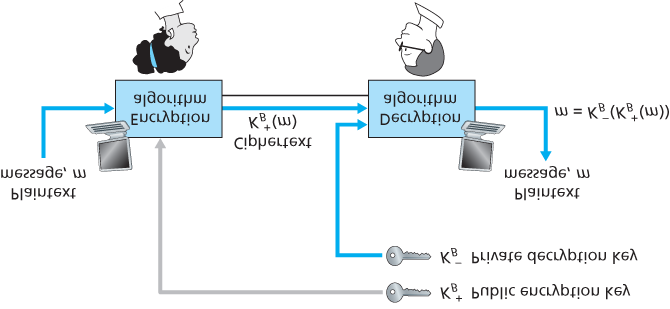 K_B^+ Public encryption key
K_B^- Private decryption key
Plaintext
message, m
Ciphertext
K_B^+(m)
Plaintext
message, m
Encryption
algorithm
Decryption
algorithm
m = K_B^-(K_B^+(m))